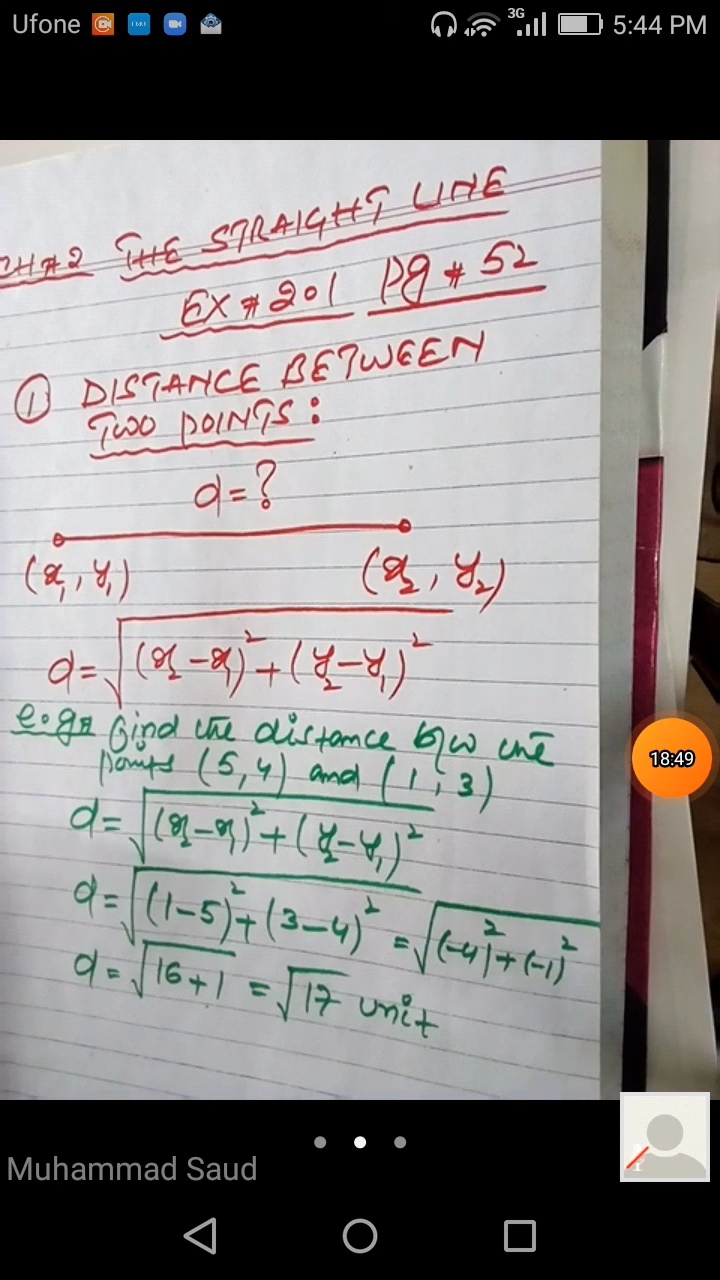 Ufone 3G 5:44 PM
CH#2 THE STRAIGHT LINE
EX # 2.1 Pg # 52
① DISTANCE BETWEEN
TWO POINTS:
d=?
(x₁, y₁) (x₂, y₂)
d=√(x₂-x₁)²+(y₂-y₁)²
e.g# Find the distance b/w the
points (5,4) and (1,3)
d=√(x₂-x₁)²+(y₂-y₁)²
d=√(1-5)²+(3-4)² =√(-4)²+(-1)²
d=√16+1 =√17 unit
18:49
Muhammad Saud